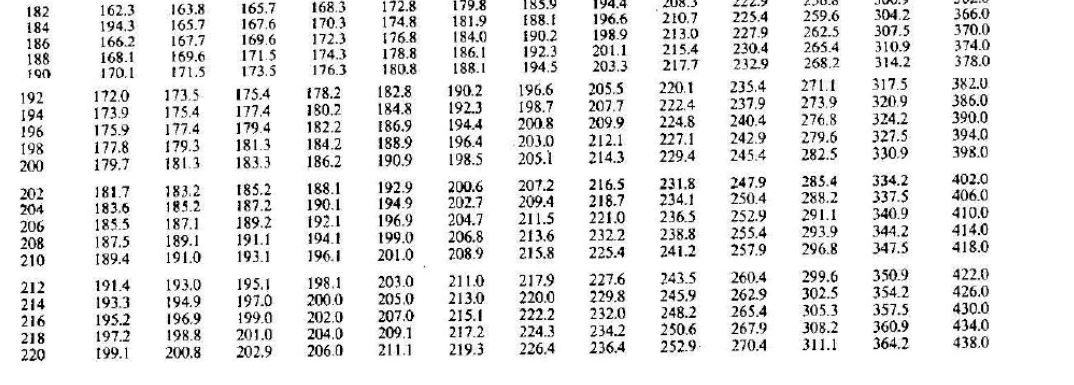 182 162.3 163.8 165.7 168.3 172.8 179.8 185.9 194.4 208.3 222.9 304.2 366.0
184 194.3 165.7 167.6 170.3 174.8 181.9 188.1 196.6 210.7 225.4 259.6 304.2 366.0
186 166.2 167.7 169.6 172.3 176.8 184.0 190.2 198.9 213.0 227.9 262.5 307.5 370.0
188 168.1 169.6 171.5 174.3 178.8 186.1 192.3 201.1 215.4 230.4 265.4 310.9 374.0
190 170.1 171.5 173.5 176.3 180.8 188.1 194.5 203.3 217.7 232.9 268.2 314.2 378.0
192 172.0 173.5 175.4 178.2 182.8 190.2 196.6 205.5 220.1 235.4 271.1 317.5 382.0
194 173.9 175.4 177.4 180.2 184.8 192.3 198.7 207.7 222.4 237.9 273.9 320.9 386.0
196 175.9 177.4 179.4 182.2 186.9 194.4 200.8 209.9 224.8 240.4 276.8 324.2 390.0
198 177.8 179.3 181.3 184.2 188.9 196.4 203.0 212.1 227.1 242.9 279.6 327.5 394.0
200 179.7 181.3 183.3 186.2 190.9 198.5 205.1 214.3 229.4 245.4 282.5 330.9 398.0
202 181.7 183.2 185.2 188.1 192.9 200.6 207.2 216.5 231.8 247.9 285.4 334.2 402.0
204 183.6 185.2 187.2 190.1 194.9 202.7 209.4 218.7 234.1 250.4 288.2 337.5 406.0
206 185.5 187.1 189.2 192.1 196.9 204.7 211.5 221.0 236.5 252.9 291.1 340.9 410.0
208 187.5 189.1 191.1 194.1 199.0 206.8 213.6 232.2 238.8 255.4 293.9 344.2 414.0
210 189.4 191.0 193.1 196.1 201.0 208.9 215.8 225.4 241.2 257.9 296.8 347.5 418.0
212 191.4 193.0 195.1 198.1 203.0 211.0 217.9 227.6 243.5 260.4 299.6 350.9 422.0
214 193.3 194.9 197.0 200.0 205.0 213.0 220.0 229.8 245.9 262.9 302.5 354.2 426.0
216 195.2 196.9 199.0 202.0 207.0 215.1 222.2 232.0 248.2 265.4 305.3 357.5 430.0
218 197.2 198.8 201.0 204.0 209.1 217.2 224.3 234.2 250.6 267.9 308.2 360.9 434.0
220 199.1 200.8 202.9 206.0 211.1 219.3 226.4 236.4 252.9 270.4 311.1 364.2 438.0